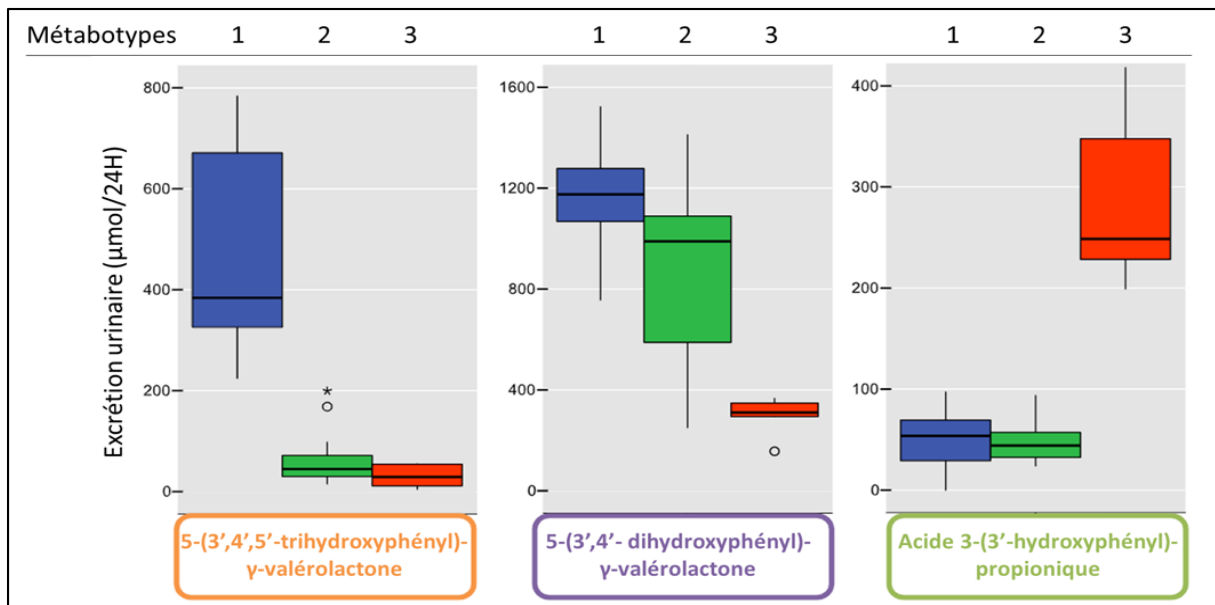 Métabotypes 1 2 3 1 2 3 1 2 3
Excrétion urinaire (µmol/24H)
800
600
400
200
0
1600
1200
800
400
0
400
300
200
100
0
*
5-(3’,4’,5’-trihydroxyphényl)-
γ-valérolactone
5-(3’,4’- dihydroxyphényl)-
γ-valérolactone
Acide 3-(3’-hydroxyphényl)-
propionique